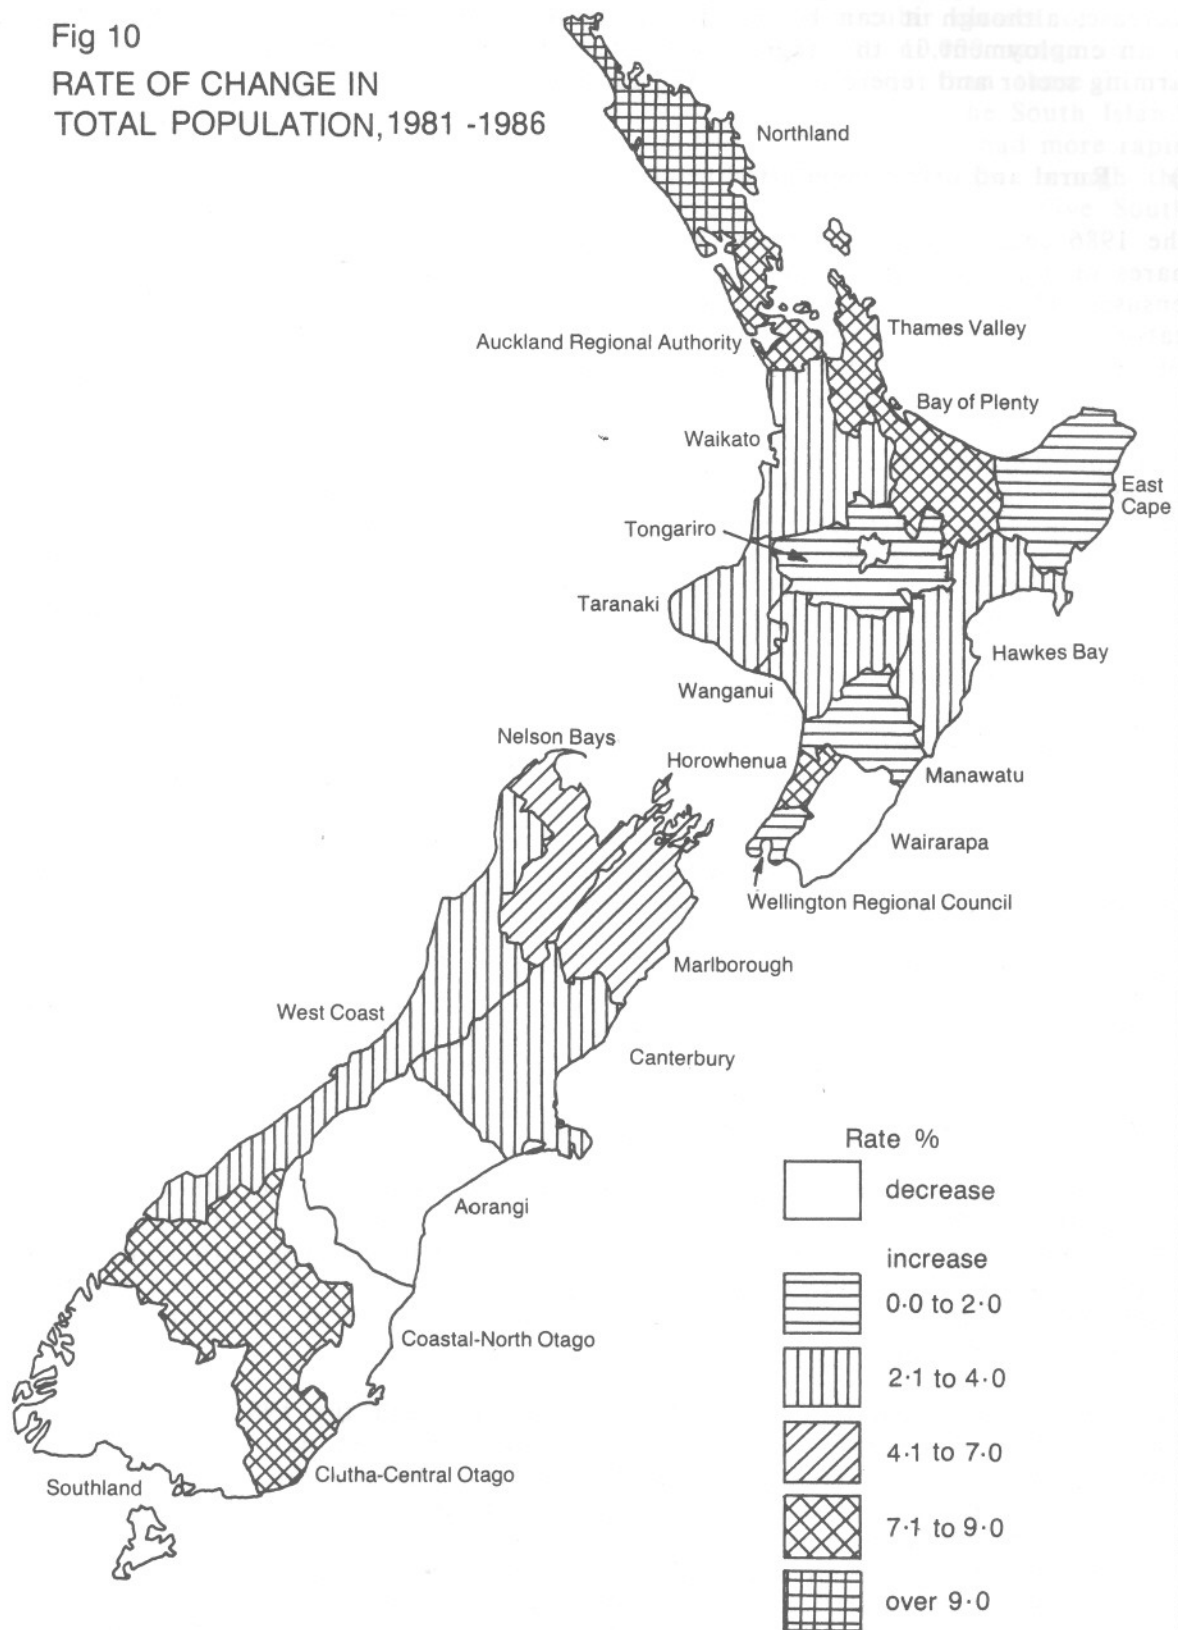 Fig 10
RATE OF CHANGE IN
TOTAL POPULATION, 1981 -1986
Northland
Auckland Regional Authority
Thames Valley
Bay of Plenty
Waikato
East
Cape
Tongariro
Taranaki
Hawkes Bay
Wanganui
Nelson Bays
Horowhenua
Manawatu
Wairarapa
Wellington Regional Council
Marlborough
West Coast
Canterbury
Aorangi
Coastal-North Otago
Clutha-Central Otago
Southland
Rate %
decrease
increase
0·0 to 2·0
2·1 to 4·0
4·1 to 7·0
7·1 to 9·0
over 9·0